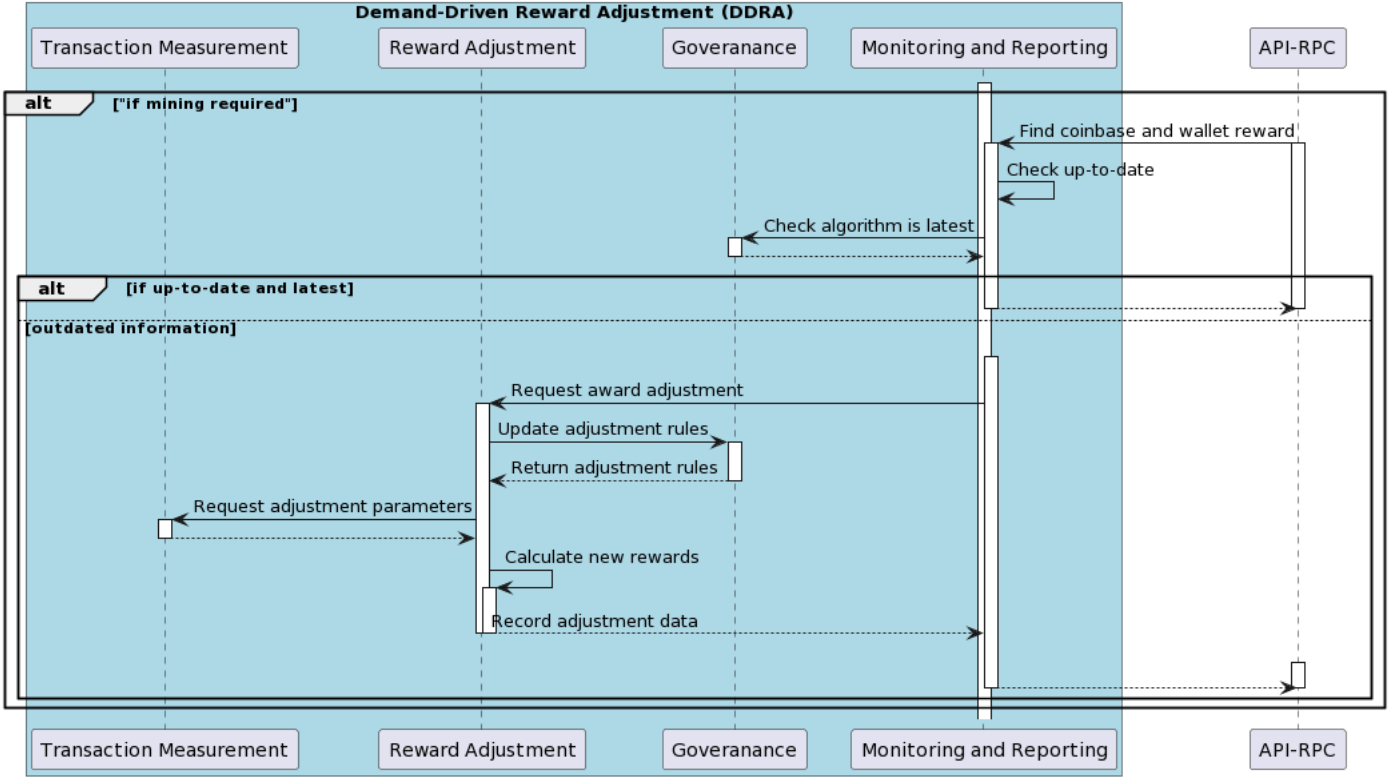 Demand-Driven Reward Adjustment (DDRA)
Transaction Measurement
Reward Adjustment
Goveranance
Monitoring and Reporting
API-RPC
alt
["if mining required"]
Find coinbase and wallet reward
Check up-to-date
Check algorithm is latest
alt
[if up-to-date and latest]
[outdated information]
Request award adjustment
Update adjustment rules
Return adjustment rules
Request adjustment parameters
Calculate new rewards
Record adjustment data
Transaction Measurement
Reward Adjustment
Goveranance
Monitoring and Reporting
API-RPC